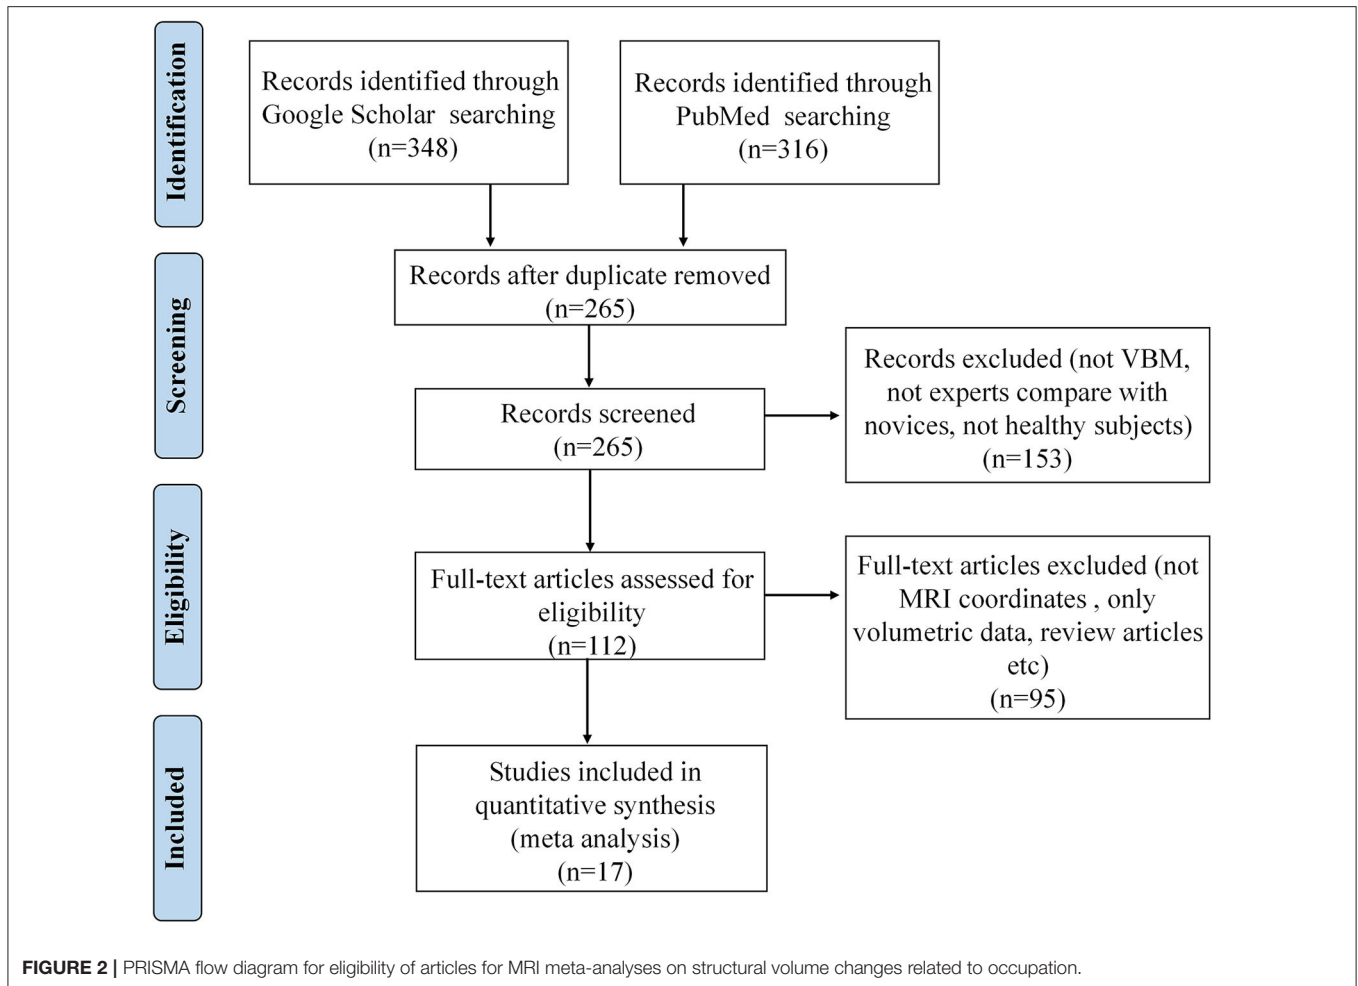 Identification
Records identified through
Google Scholar searching
(n=348)
Records identified through
PubMed searching
(n=316)
Screening
Records after duplicate removed
(n=265)
Records screened
(n=265)
Records excluded (not VBM,
not experts compare with
novices, not healthy subjects)
(n=153)
Eligibility
Full-text articles assessed for
eligibility
(n=112)
Full-text articles excluded (not
MRI coordinates , only
volumetric data, review articles
etc)
(n=95)
Included
Studies included in
quantitative synthesis
(meta analysis)
(n=17)
FIGURE 2 | PRISMA flow diagram for eligibility of articles for MRI meta-analyses on structural volume changes related to occupation.